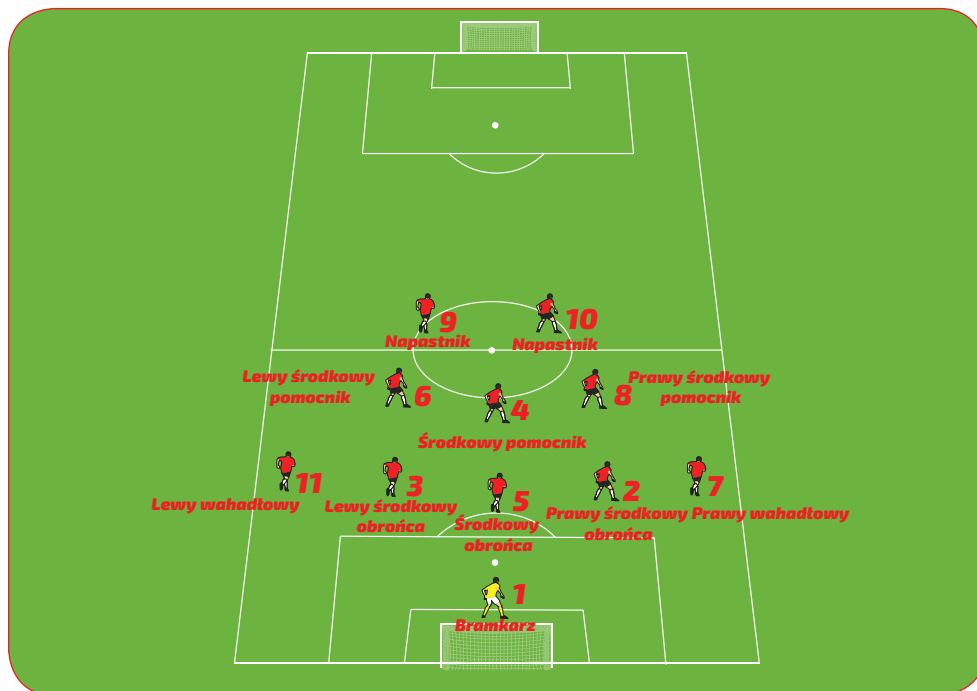 9
10
Napastnik
Napastnik
Lewy środkowy
pomocnik
6
4
8
Prawy środkowy
pomocnik
Środkowy pomocnik
11
Lewy wahadłowy
3
Lewy środkowy
obrońca
5
Środkowy
obrońca
2
Prawy środkowy
obrońca
7
Prawy wahadłowy
1
Bramkarz